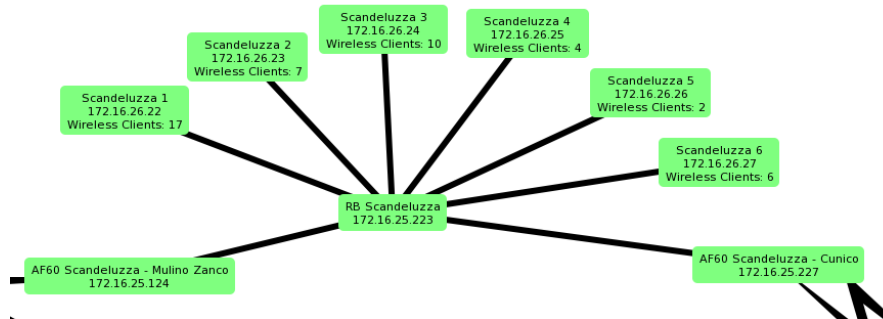 Scandeluzza 3
172.16.26.24
Wireless Clients: 10
Scandeluzza 4
172.16.26.25
Wireless Clients: 4
Scandeluzza 2
172.16.26.23
Wireless Clients: 7
Scandeluzza 5
172.16.26.26
Wireless Clients: 2
Scandeluzza 1
172.16.26.22
Wireless Clients: 17
Scandeluzza 6
172.16.26.27
Wireless Clients: 6
RB Scandeluzza
172.16.25.223
AF60 Scandeluzza - Mulino Zanco
172.16.25.124
AF60 Scandeluzza - Cunico
172.16.25.227